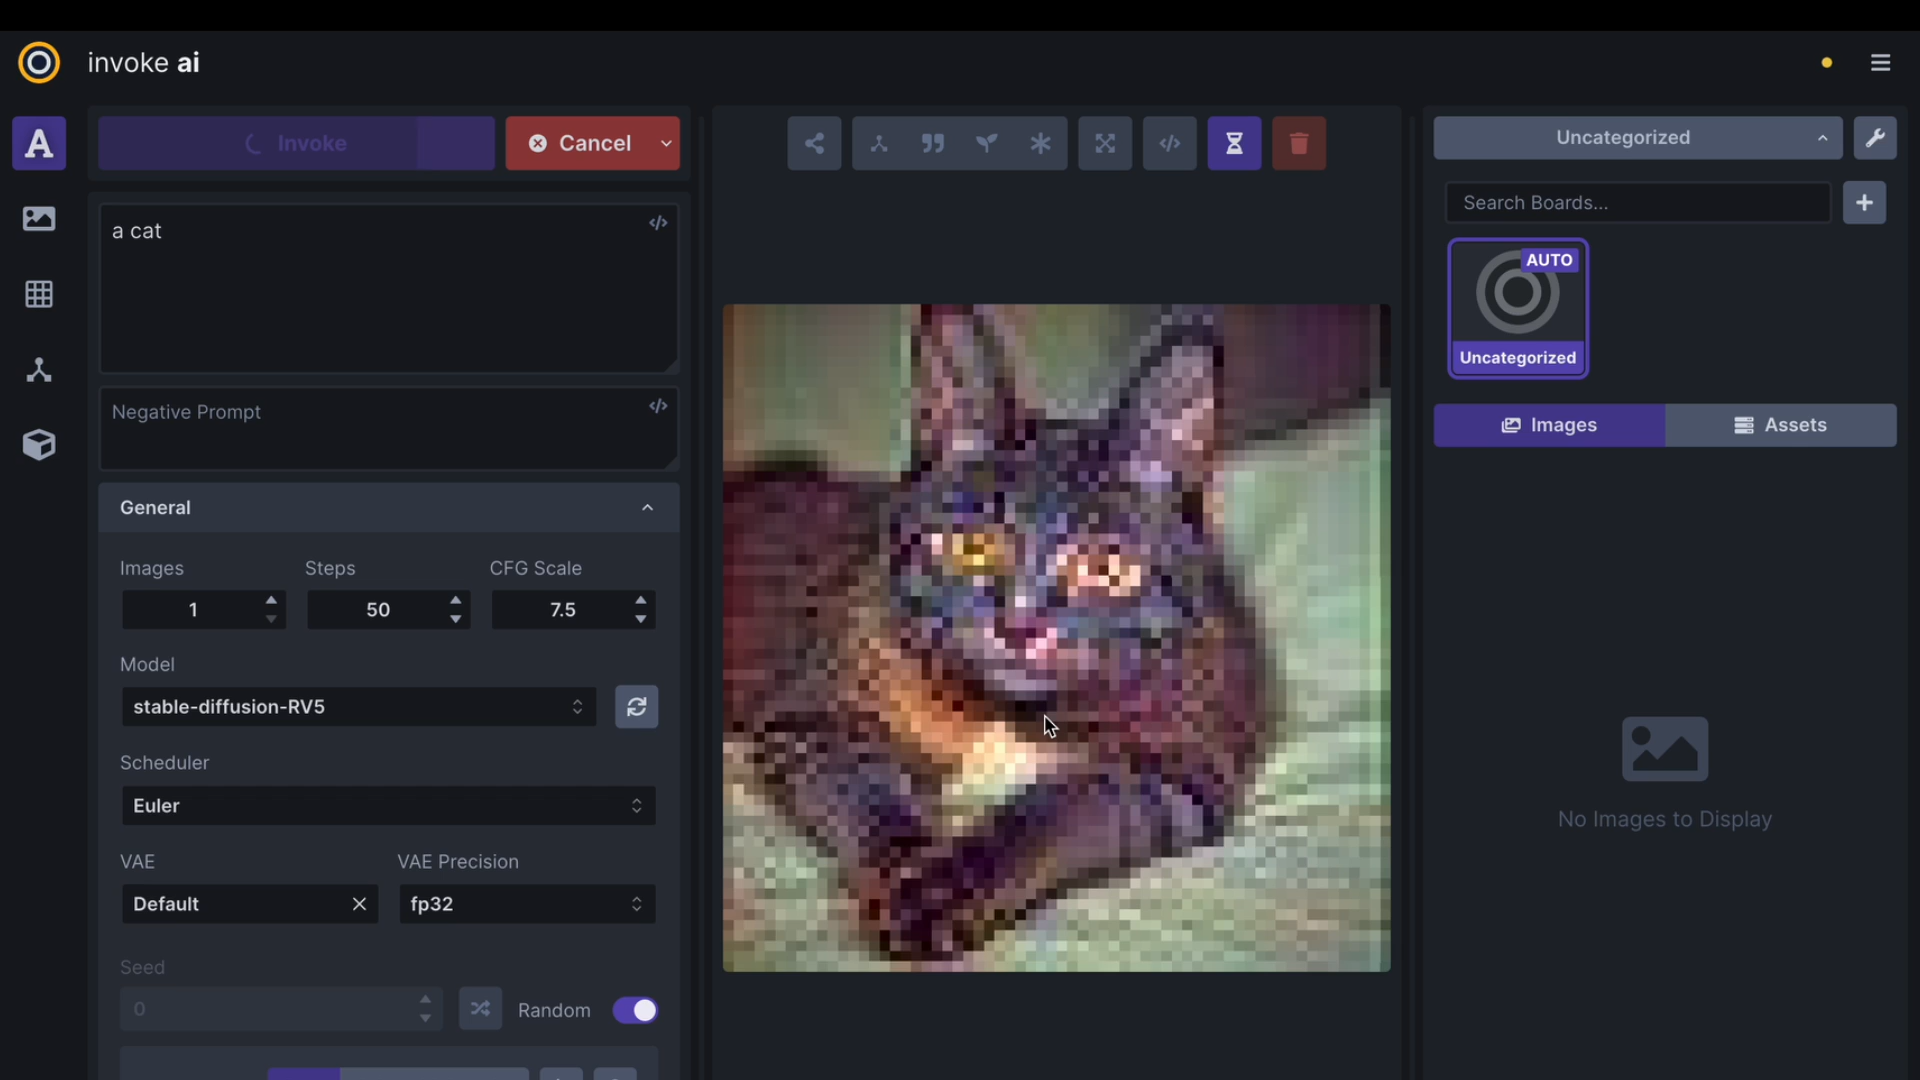 invoke ai
Invoke
Cancel
a cat
Negative Prompt
General
Images
Steps
CFG Scale
1
50
7.5
Model
stable-diffusion-RV5
Scheduler
Euler
VAE
VAE Precision
Default
fp32
Seed
0
Random
Uncategorized
Search Boards...
AUTO
Uncategorized
Images
Assets
No Images to Display